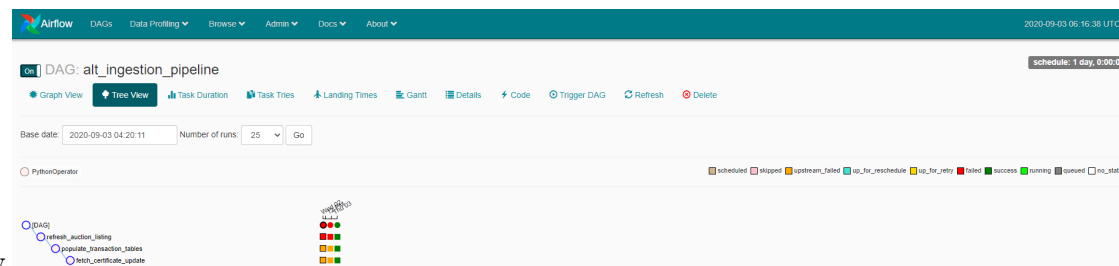 Airflow DAGs Data Profiling Browse Admin Docs About 2020-09-03 06:16:38 UTC
On DAG: alt_ingestion_pipeline schedule: 1 day, 0:00:0
Graph View Tree View Task Duration Task Tries Landing Times Gantt Details Code Trigger DAG Refresh Delete
Base date: 2020-09-03 04:20:11 Number of runs: 25 Go
PythonOperator scheduled skipped upstream_failed up_for_reschedule up_for_retry failed success running queued no_stat
[DAG]
refresh_auction_listing
populate_transaction_tables
fetch_certificate_update